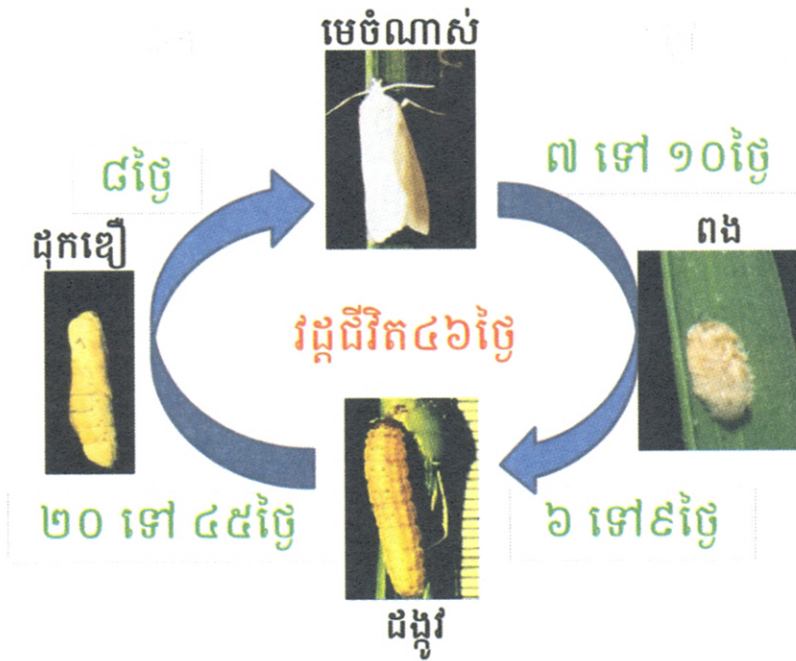 មេចំណាស់
៧ ទៅ ១០ថ្ងៃ
៨ថ្ងៃ
ពង
ដុកឌឿ
វដ្តជីវិត៤៦ថ្ងៃ
២០ ទៅ ៤៥ថ្ងៃ
៦ ទៅ៩ថ្ងៃ
ដង្កូវ